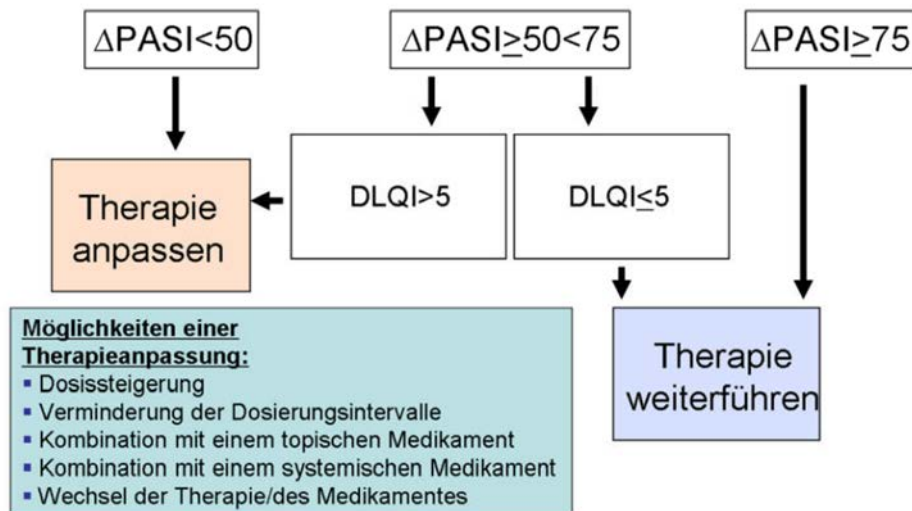 ΔPASI<50
ΔPASI≥50<75
ΔPASI≥75
DLQI>5
DLQI≤5
Therapie
anpassen
Therapie
weiterführen
Möglichkeiten einer
Therapieanpassung:
▪ Dosissteigerung
▪ Verminderung der Dosierungsintervalle
▪ Kombination mit einem topischen Medikament
▪ Kombination mit einem systemischen Medikament
▪ Wechsel der Therapie/des Medikamentes